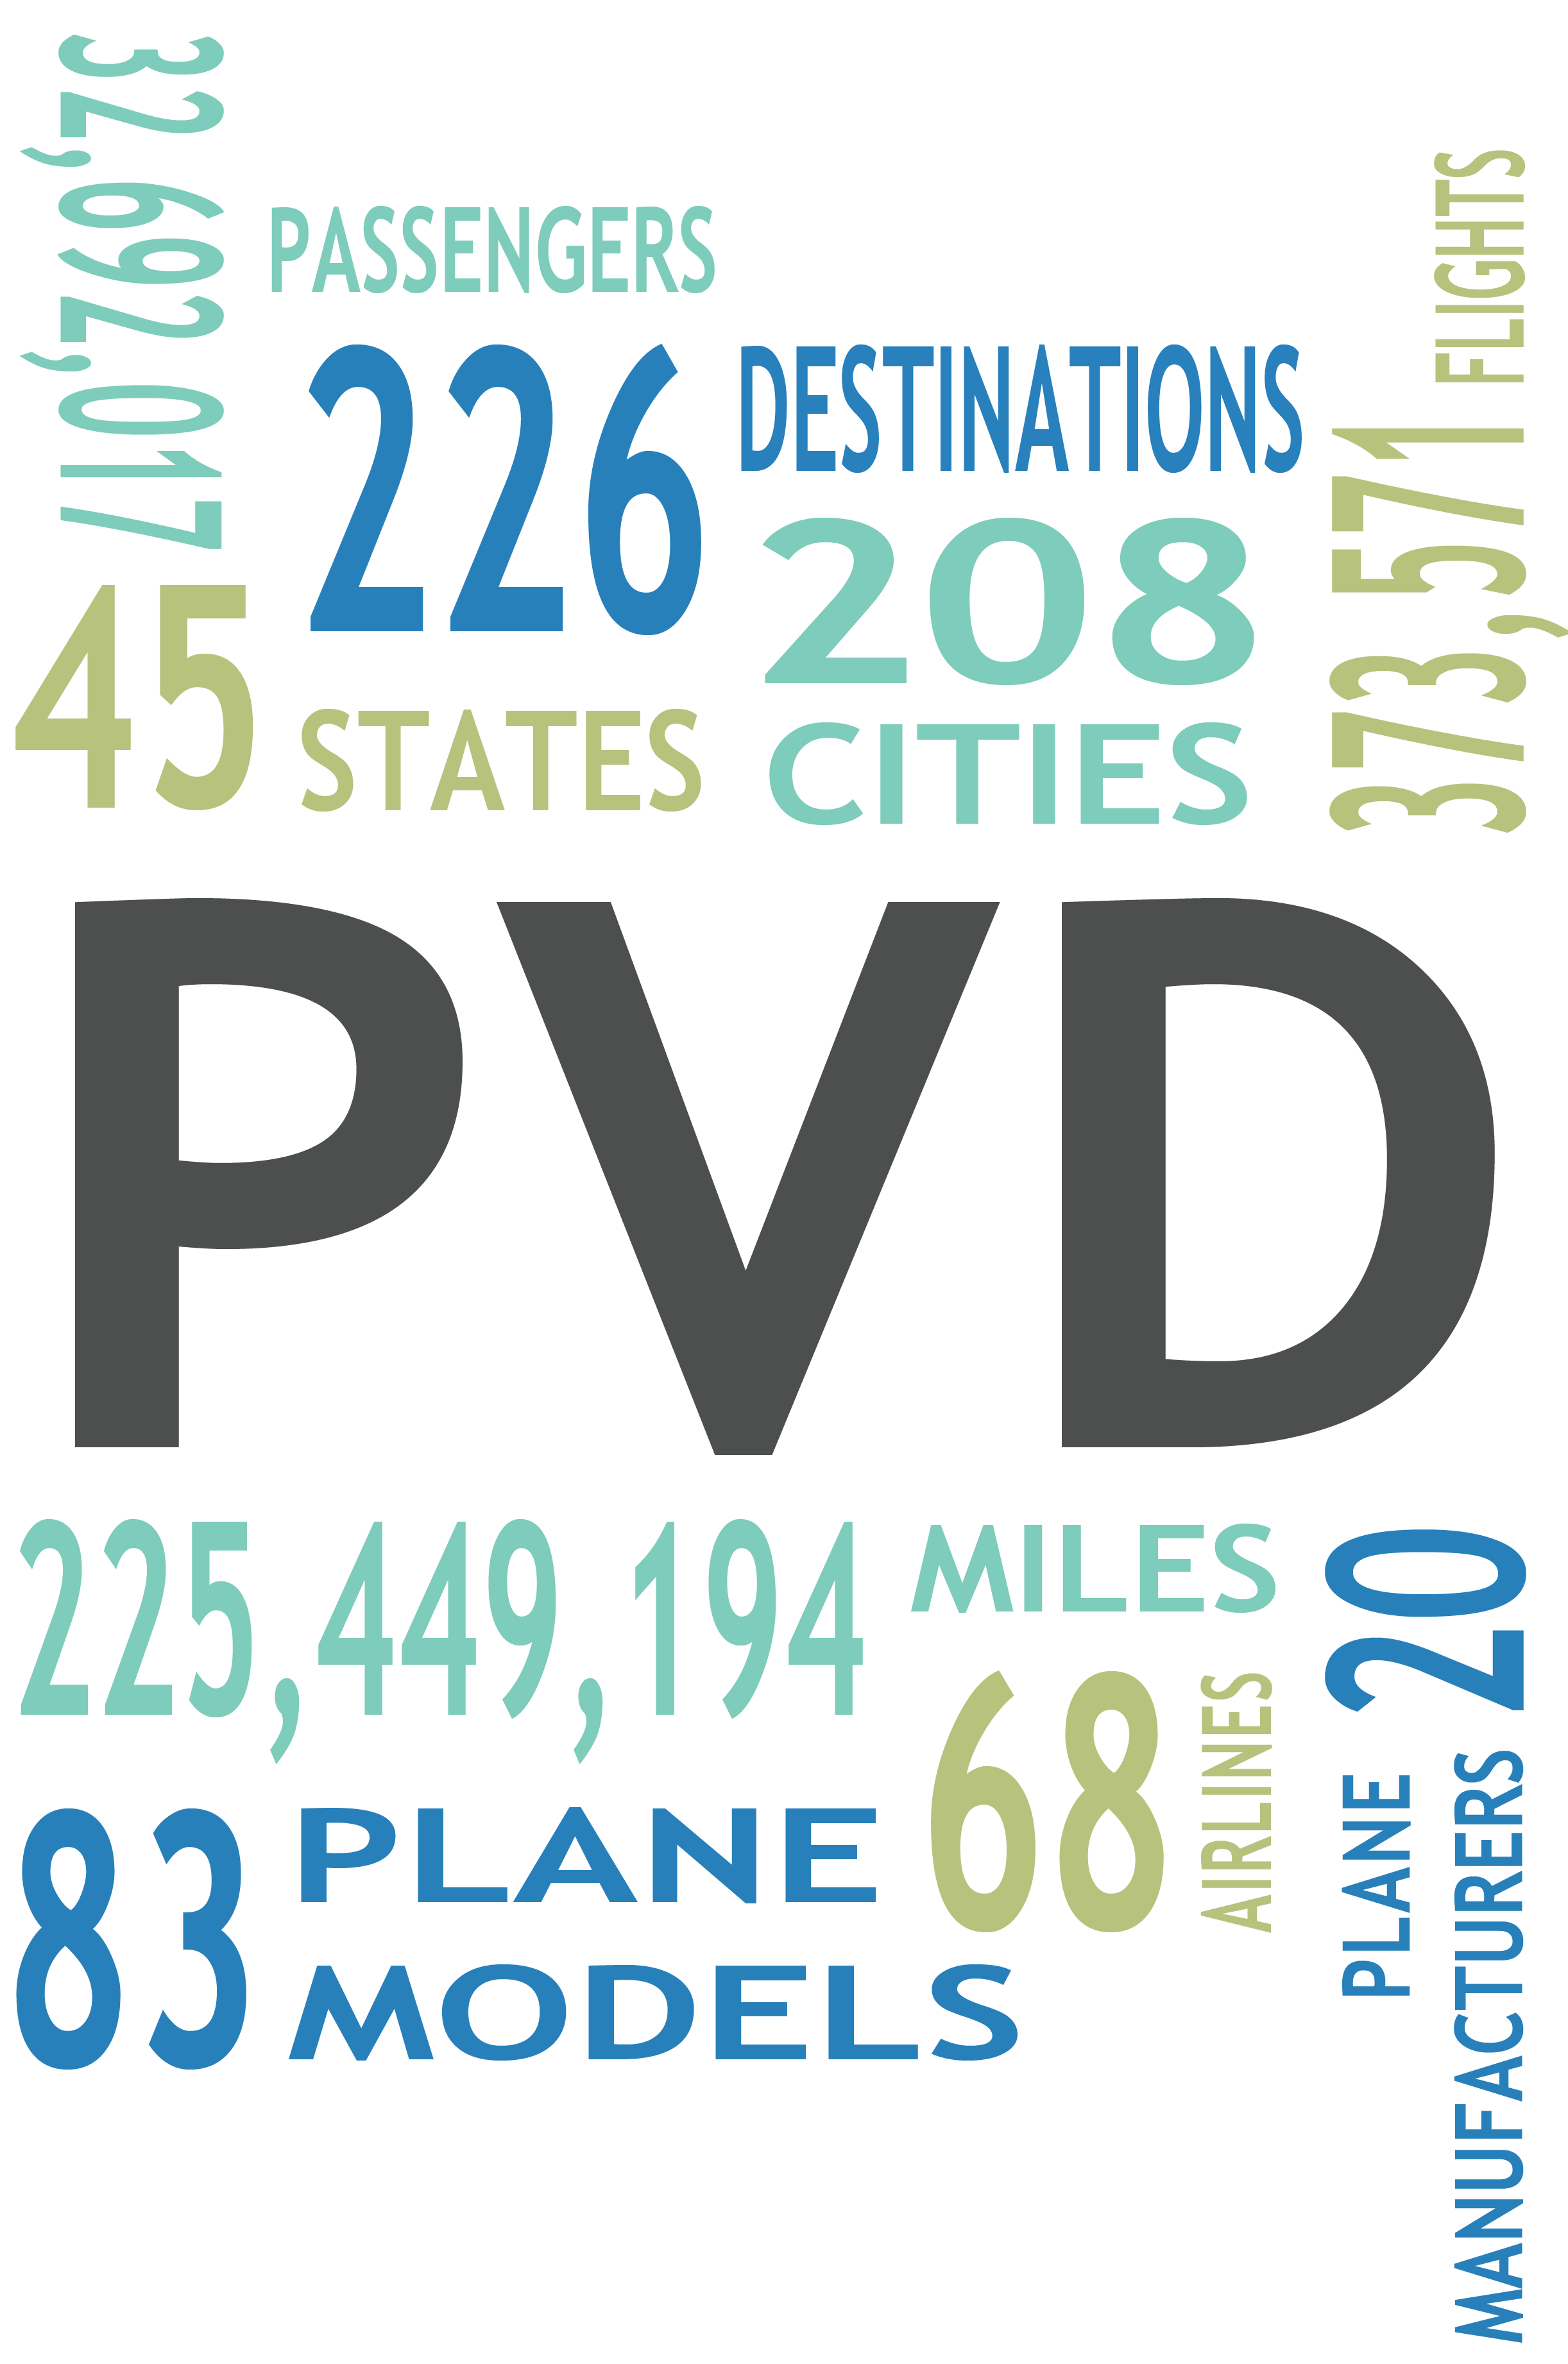 32,692,017
PASSENGERS
226
DESTINATIONS
208
CITIES
45
STATES
373,571
FLIGHTS
PVD
225,449,194
MILES
68
AIRLINES
20
PLANE
MANUFACTURERS
83
PLANE
MODELS